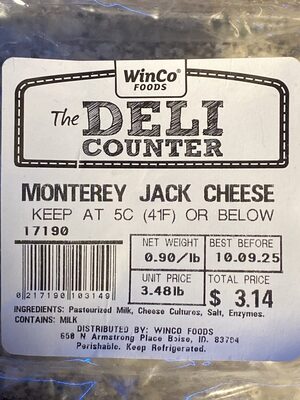 WinCo®
FOODS
The DELI
COUNTER
MONTEREY JACK CHEESE
KEEP AT 5C (41F) OR BELOW
17190
NET WEIGHT BEST BEFORE
0.90/lb 10.09.25
UNIT PRICE TOTAL PRICE
3.48lb $ 3.14
0 217190 103149
INGREDIENTS: Pasteurized Milk, Cheese Cultures, Salt, Enzymes.
CONTAINS: MILK
DISTRIBUTED BY: WINCO FOODS
650 N Armstrong Place Boise, ID. 83704
Perishable. Keep Refrigerated.